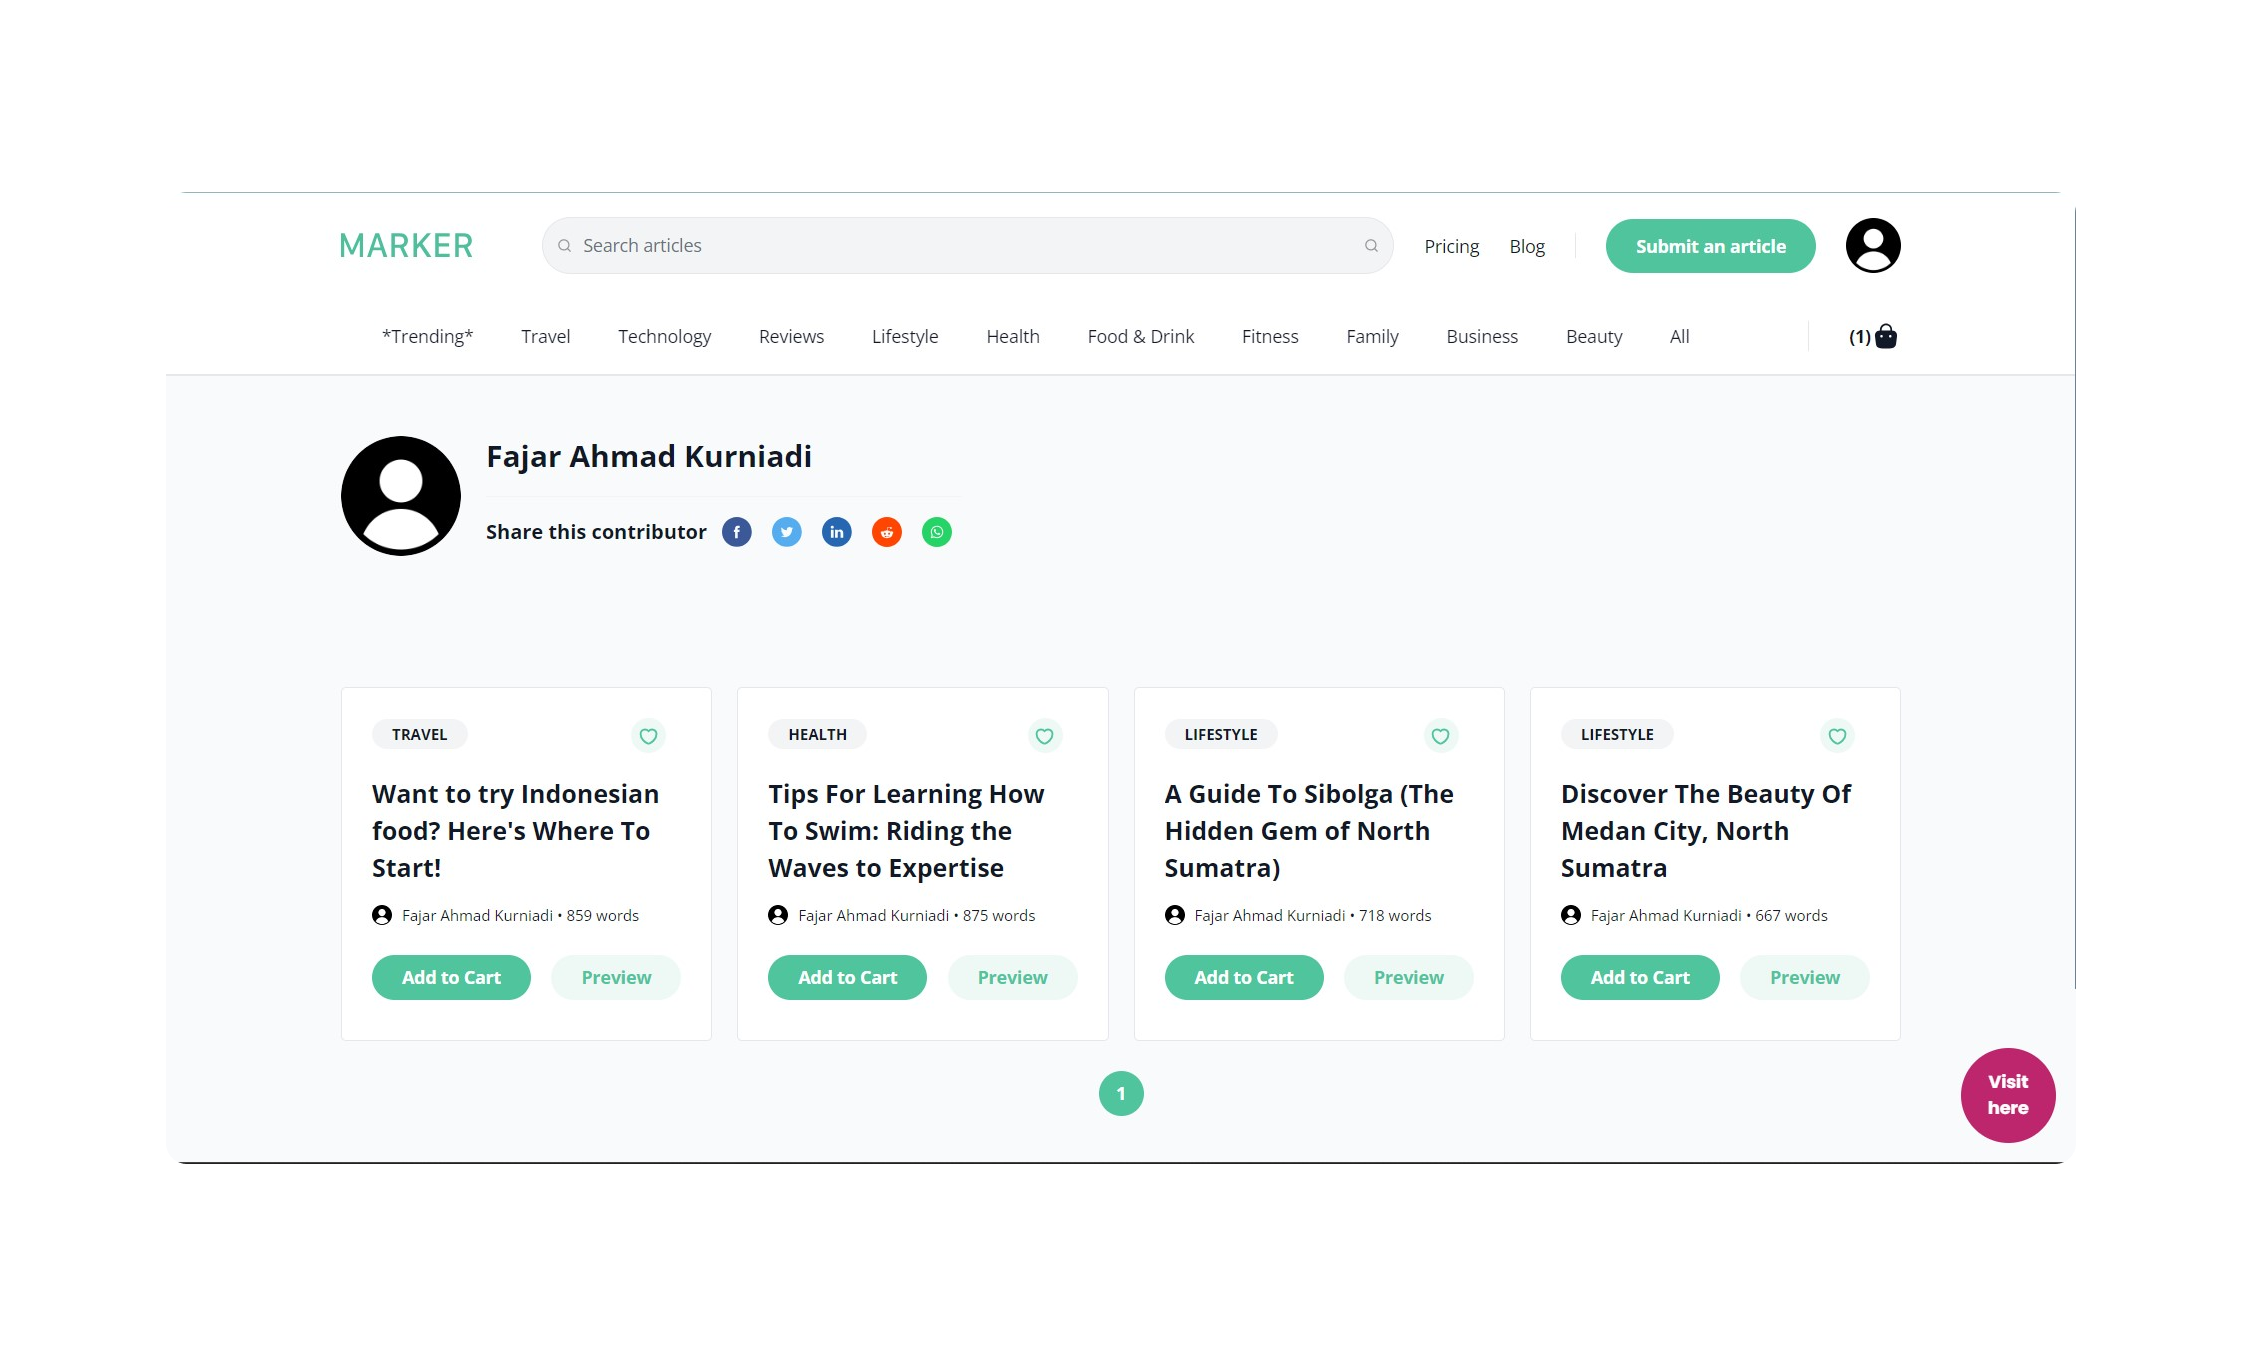 MARKER
Search articles
Pricing
Blog
Submit an article
*Trending*
Travel
Technology
Reviews
Lifestyle
Health
Food & Drink
Fitness
Family
Business
Beauty
All
(1)
Fajar Ahmad Kurniadi
Share this contributor
TRAVEL
Want to try Indonesian
food? Here's Where To
Start!
Fajar Ahmad Kurniadi • 859 words
Add to Cart
Preview
HEALTH
Tips For Learning How
To Swim: Riding the
Waves to Expertise
Fajar Ahmad Kurniadi • 875 words
Add to Cart
Preview
LIFESTYLE
A Guide To Sibolga (The
Hidden Gem of North
Sumatra)
Fajar Ahmad Kurniadi • 718 words
Add to Cart
Preview
LIFESTYLE
Discover The Beauty Of
Medan City, North
Sumatra
Fajar Ahmad Kurniadi • 667 words
Add to Cart
Preview
1
Visit
here